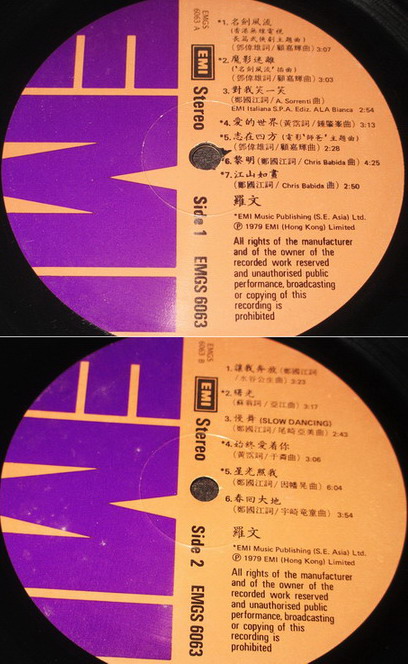 EMGS
6063 A
EMI
Stereo
Side 1
EMGS 6063
*1. 名劍風流
(香港無線電視
長篇武俠劇主題曲)
(鄧偉雄詞/顧嘉煇曲) 3:07
*2. 魔影迷離
(「名劍風流」插曲)
(鄧偉雄詞/顧嘉煇曲) 3:03
3. 對我笑一笑
(鄭國江詞/ A. Sorrenti 曲)
EMI Italiana S.P.A. Ediz. A.L.A Bianca 2:54
*4. 愛的世界 (黃霑詞/鍾肇峯曲) 3:13
*5. 志在四方 (電影「師爸」主題曲)
(鄧偉雄詞/顧嘉煇曲) 2:28
*6. 黎明 (鄭國江詞/ Chris Babida 曲) 4:25
*7. 江山如畫
(鄭國江詞/ Chris Babida 曲) 2:50
羅文
*EMI Music Publishing (S.E. Asia) Ltd.
Ⓟ 1979 EMI (Hong Kong) Limited
All rights of the manufacturer
and of the owner of the
recorded work reserved
and unauthorised public
performance, broadcasting
or copying of this
recording is
prohibited
EMGS
6063 B
EMI
Stereo
Side 2
EMGS 6063
1. 讓我奔放 (鄭國江詞
/水谷公生曲) 3:23
*2. 曙光
(蘇翁詞/亞江曲) 3:17
3. 慢舞 (SLOW DANCING)
(鄭國江詞/尾崎亞美曲) 2:43
*4. 始終愛着你
(黃霑詞/于粦曲) 3:06
*5. 星光照我
(鄭國江詞/因幡晃曲) 6:04
6. 春回大地
(鄭國江詞/宇崎竜童曲) 3:54
羅文
*EMI Music Publishing (S.E. Asia) Ltd.
Ⓟ 1979 EMI (Hong Kong) Limited
All rights of the manufacturer
and of the owner of the
recorded work reserved
and unauthorised public
performance, broadcasting
or copying of this
recording is
prohibited